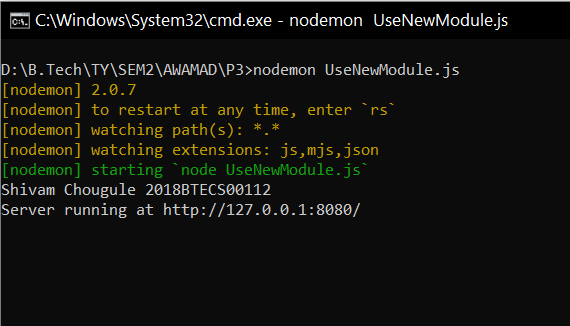 C:\Windows\System32\cmd.exe - nodemon  UseNewModule.js
D:\B.Tech\TY\SEM2\AWAMAD\P3>nodemon UseNewModule.js
[nodemon] 2.0.7
[nodemon] to restart at any time, enter `rs`
[nodemon] watching path(s): *.*
[nodemon] watching extensions: js,mjs,json
[nodemon] starting `node UseNewModule.js`
Shivam Chougule 2018BTECS00112
Server running at http://127.0.0.1:8080/